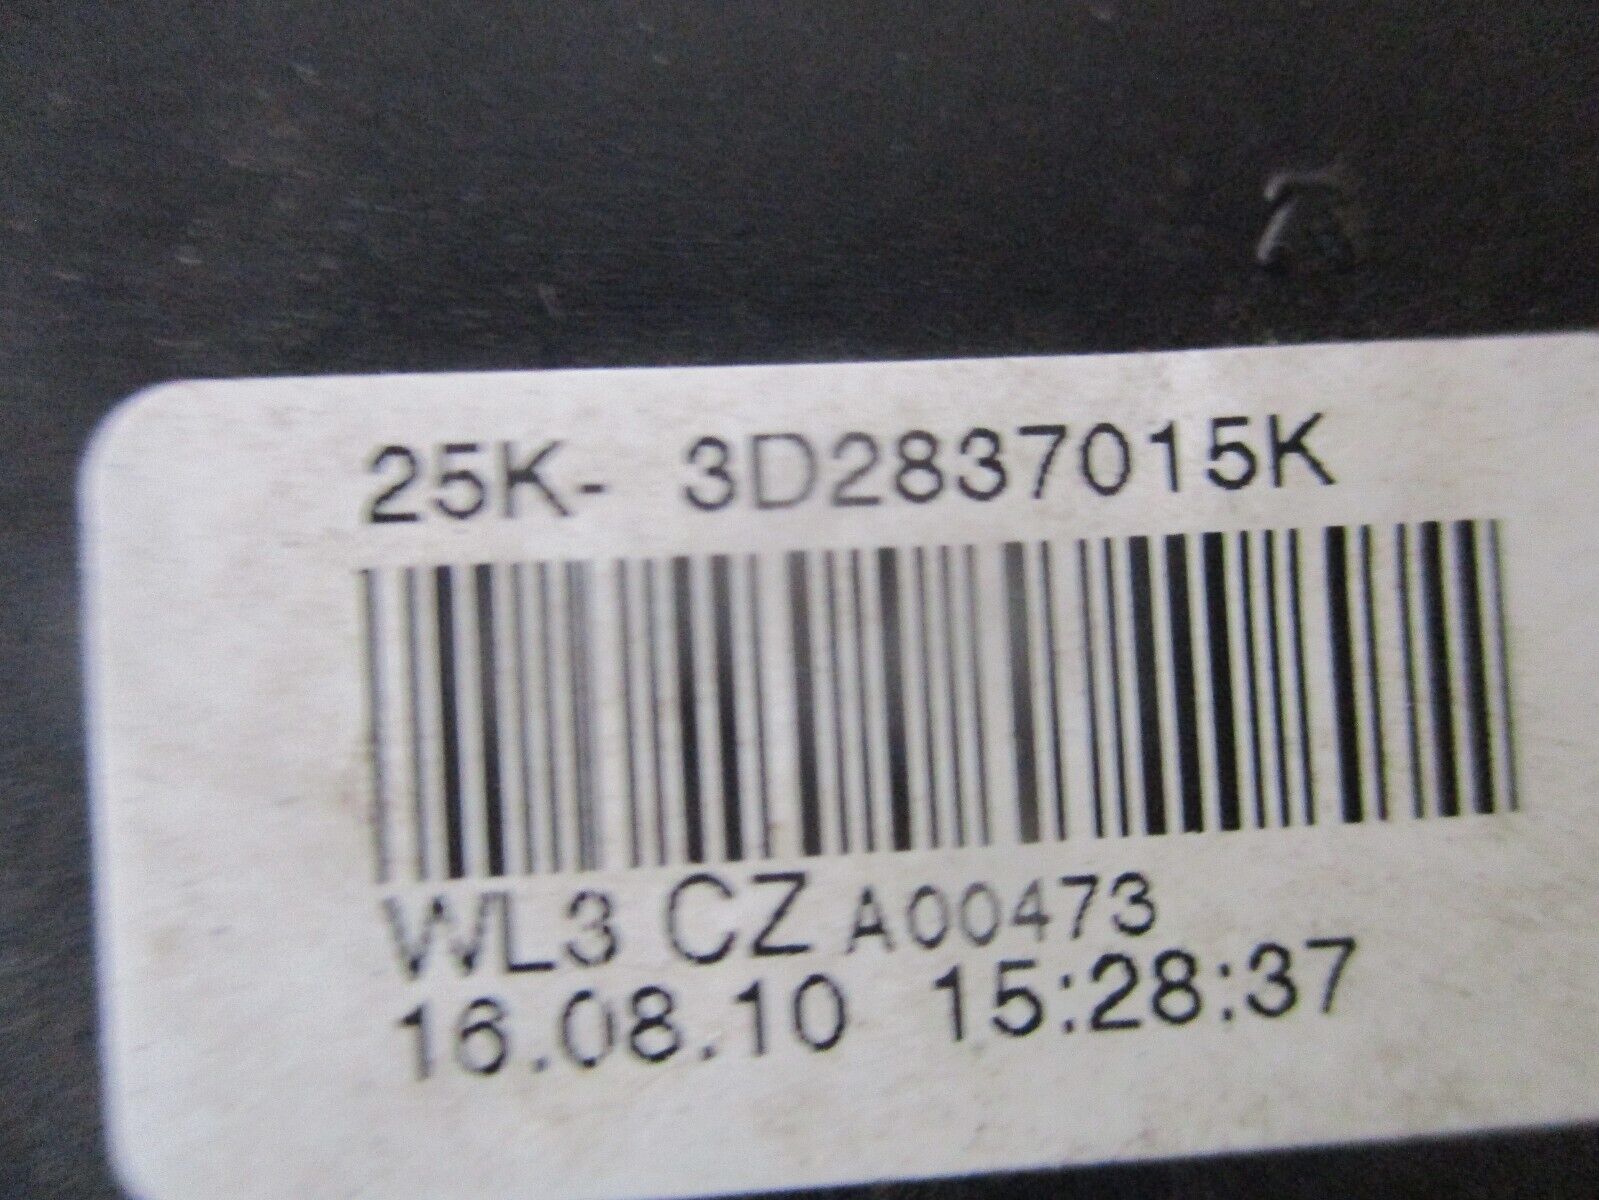 25K- 3D2837015K
WL3 CZ A00473
16.08.10 15:28:37